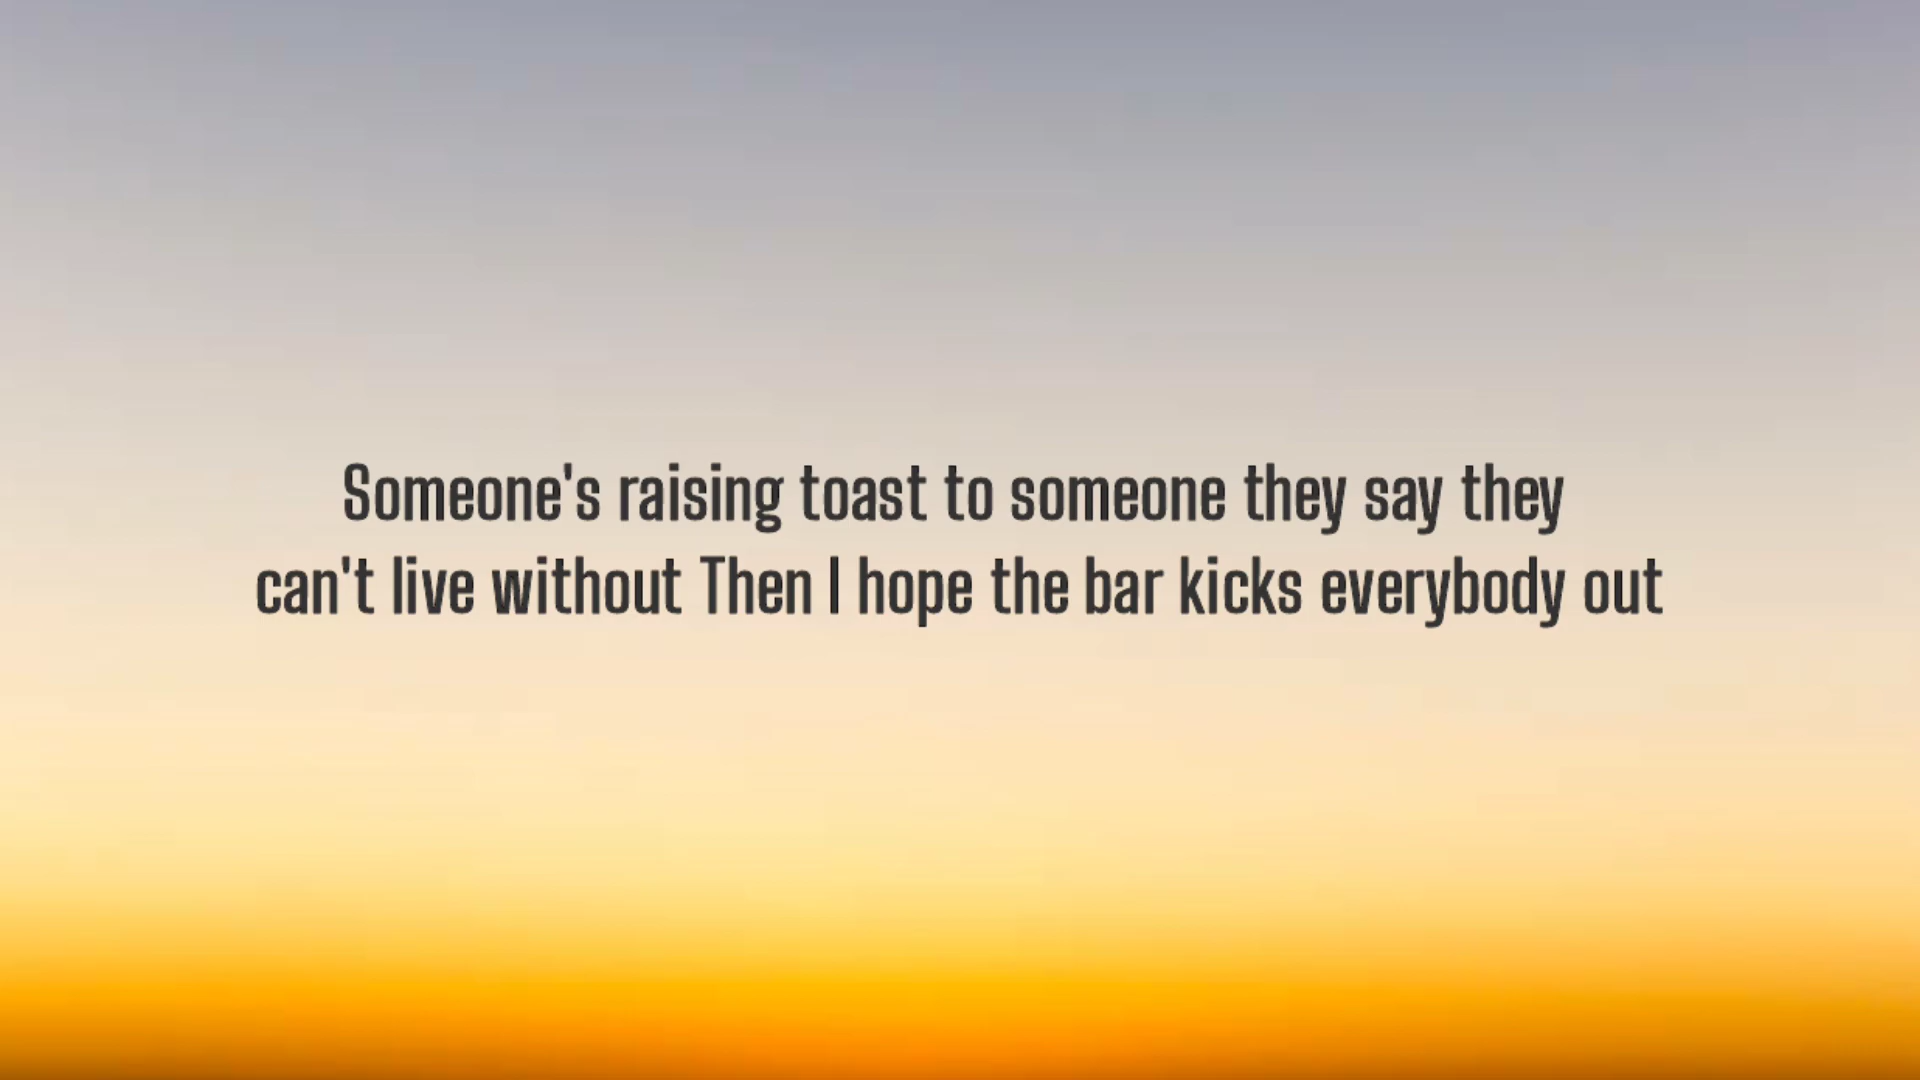 Someone's raising toast to someone they say they
can't live without Then I hope the bar kicks everybody out